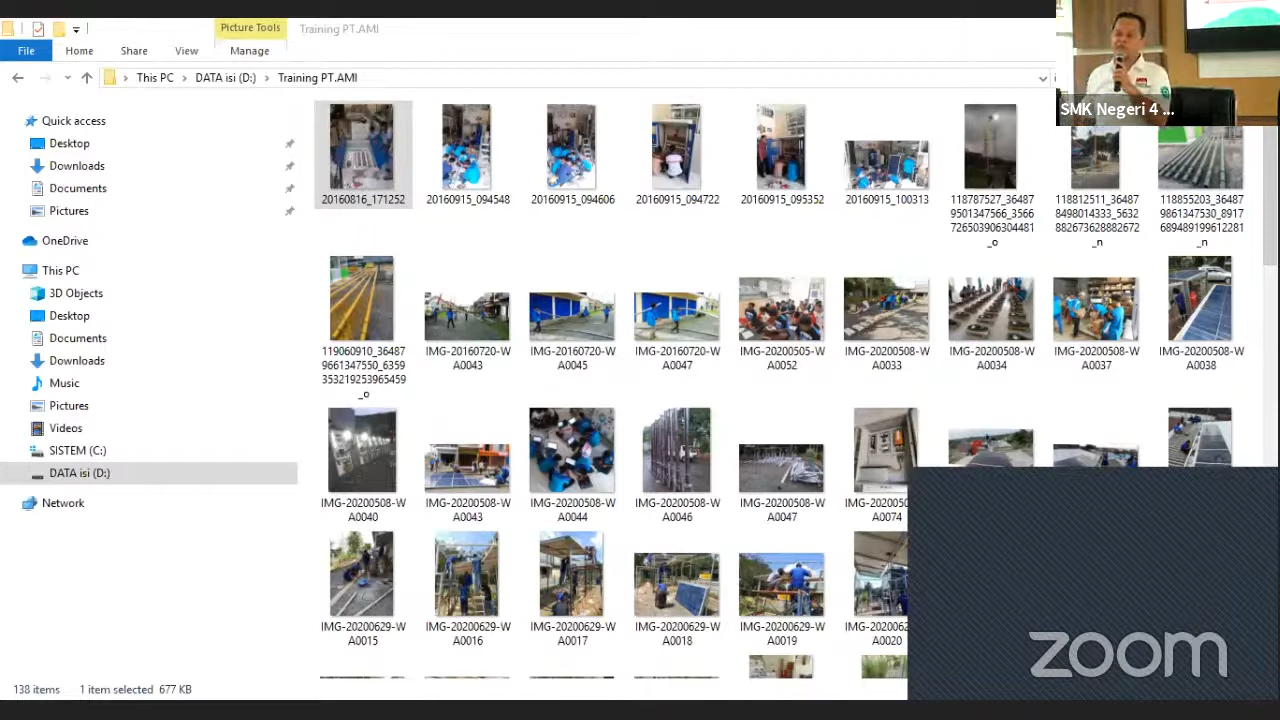 Picture Tools
Training PT.AMI
File
Home
Share
View
Manage
This PC
DATA isi (D:)
Training PT.AMI
SMK Negeri 4 ...
Quick access
Desktop
Downloads
Documents
Pictures
OneDrive
This PC
3D Objects
Desktop
Documents
Downloads
Music
Pictures
Videos
SISTEM (C:)
DATA isi (D:)
Network
20160816_171252
20160915_094548
20160915_094606
20160915_094722
20160915_095352
20160915_100313
118787527_36487
9501347566_3566
726503906304481
_o
118812511_36487
8498014333_5632
882673628882672
_n
118855203_36487
9861347530_8917
689489199612281
_n
119060910_36487
9661347550_6359
353219253965459
_o
IMG-20160720-W
A0043
IMG-20160720-W
A0045
IMG-20160720-W
A0047
IMG-20200505-W
A0052
IMG-20200508-W
A0033
IMG-20200508-W
A0034
IMG-20200508-W
A0037
IMG-20200508-W
A0038
IMG-20200508-W
A0040
IMG-20200508-W
A0043
IMG-20200508-W
A0044
IMG-20200508-W
A0046
IMG-20200508-W
A0047
IMG-2020050
A0074
IMG-20200629-W
A0015
IMG-20200629-W
A0016
IMG-20200629-W
A0017
IMG-20200629-W
A0018
IMG-20200629-W
A0019
IMG-2020062
A0020
138 items
1 item selected 677 KB
zoom